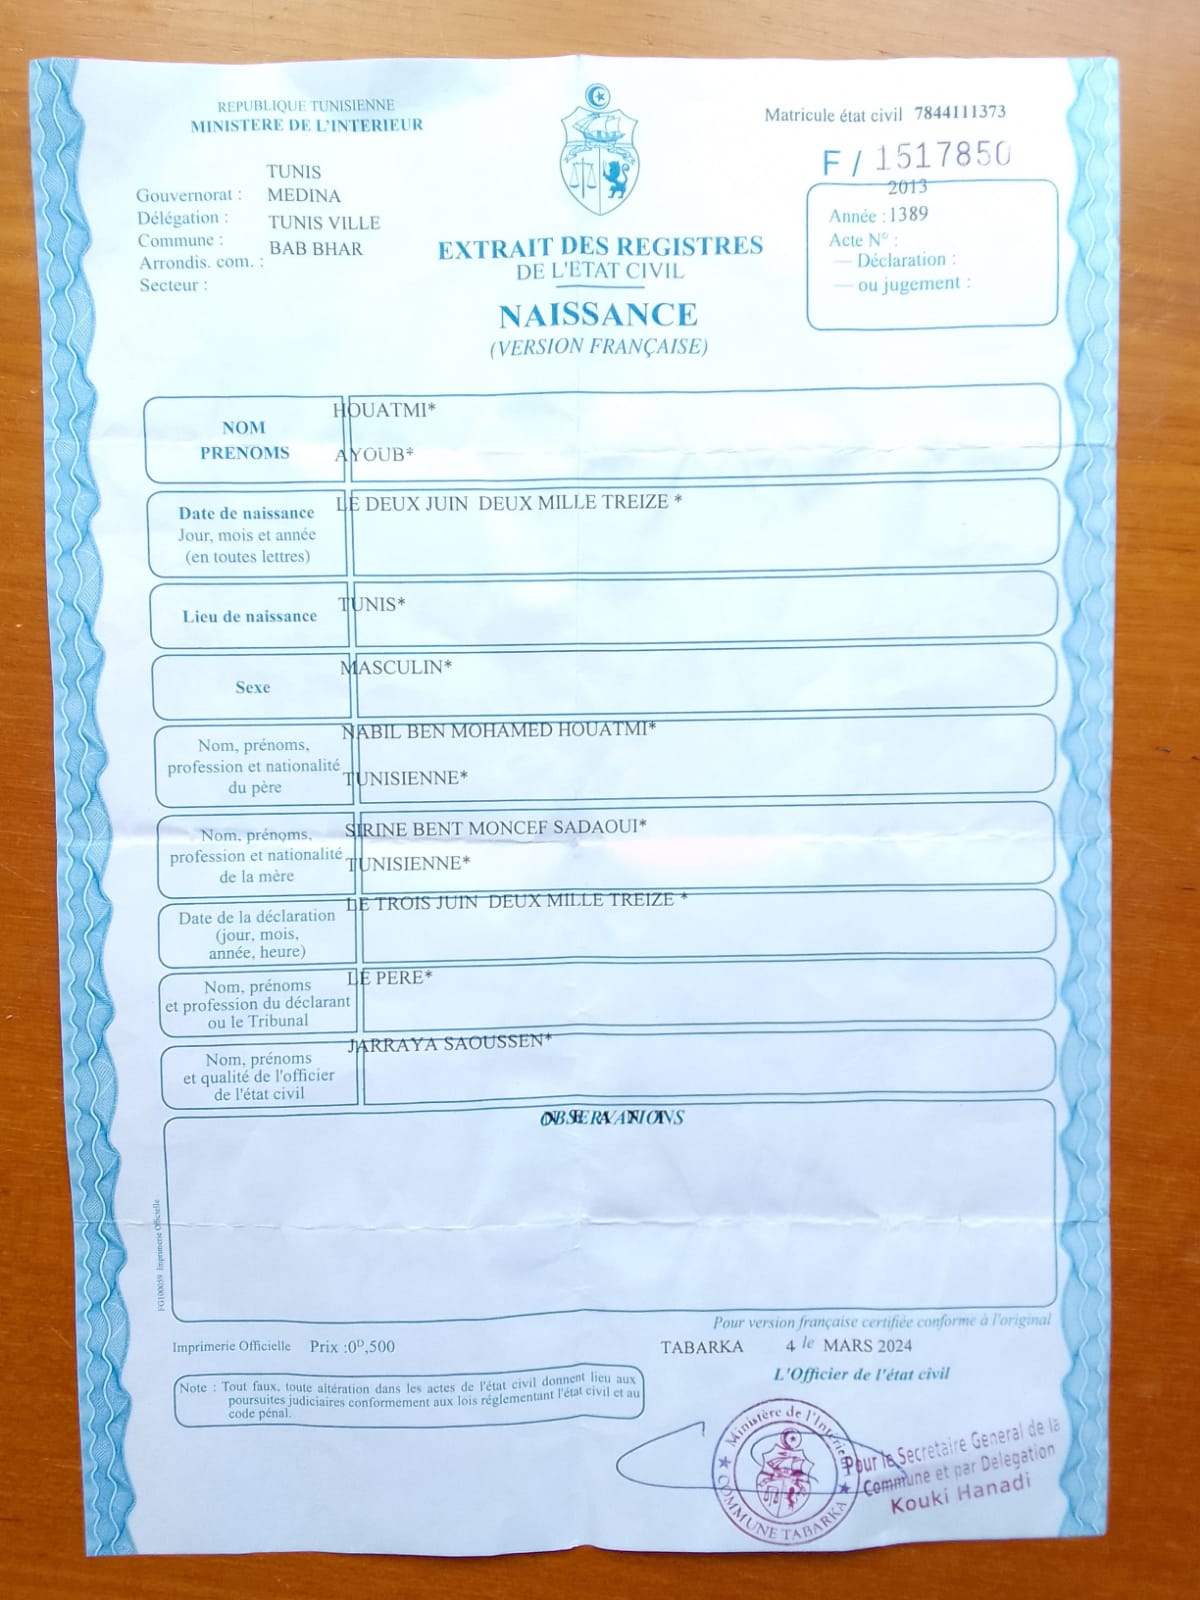 REPUBLIQUE TUNISIENNE
MINISTERE DE L'INTERIEUR
Matricule état civil 7844111373
F / 1517850
TUNIS
Gouvernorat : MEDINA
Délégation : TUNIS VILLE
Commune : BAB BHAR
Arrondis. com. :
Secteur :
2013
Année : 1389
Acte N° :
— Déclaration :
— ou jugement :
EXTRAIT DES REGISTRES
DE L'ETAT CIVIL
NAISSANCE
(VERSION FRANÇAISE)
NOM HOUATMI*
PRENOMS AYOUB*
Date de naissance LE DEUX JUIN DEUX MILLE TREIZE *
Jour, mois et année
(en toutes lettres)
Lieu de naissance TUNIS*
Sexe MASCULIN*
Nom, prénoms, NABIL BEN MOHAMED HOUATMI*
profession et nationalité TUNISIENNE*
du père
Nom, prénoms, SIRINE BENT MONCEF SADAOUI*
profession et nationalité TUNISIENNE*
de la mère
Date de la déclaration LE TROIS JUIN DEUX MILLE TREIZE *
(jour, mois,
année, heure)
Nom, prénoms LE PERE*
et profession du déclarant
ou le Tribunal
Nom, prénoms JARRAYA SAOUSSEN*
et qualité de l'officier
de l'état civil
OBSERVATIONS
FG100059 Imprimerie Officielle
Pour version française certifiée conforme à l'original
Imprimerie Officielle Prix :0ᴰ,500
TABARKA 4 le MARS 2024
L'Officier de l'état civil
Note : Tout faux, toute altération dans les actes de l'état civil donnent lieu aux
poursuites judiciaires conformement aux lois réglementant l'état civil et au
code pénal.
Ministère de l'Intérieur
COMMUNE TABARKA
Pour le Secretaire General de la
Commune et par Delegation
Kouki Hanadi